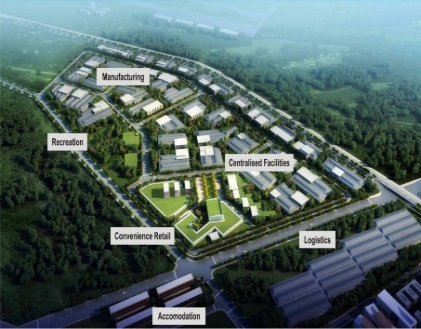 Manufacturing
Recreation
Centralised Facilities
Convenience Retail
Logistics
Accomodation